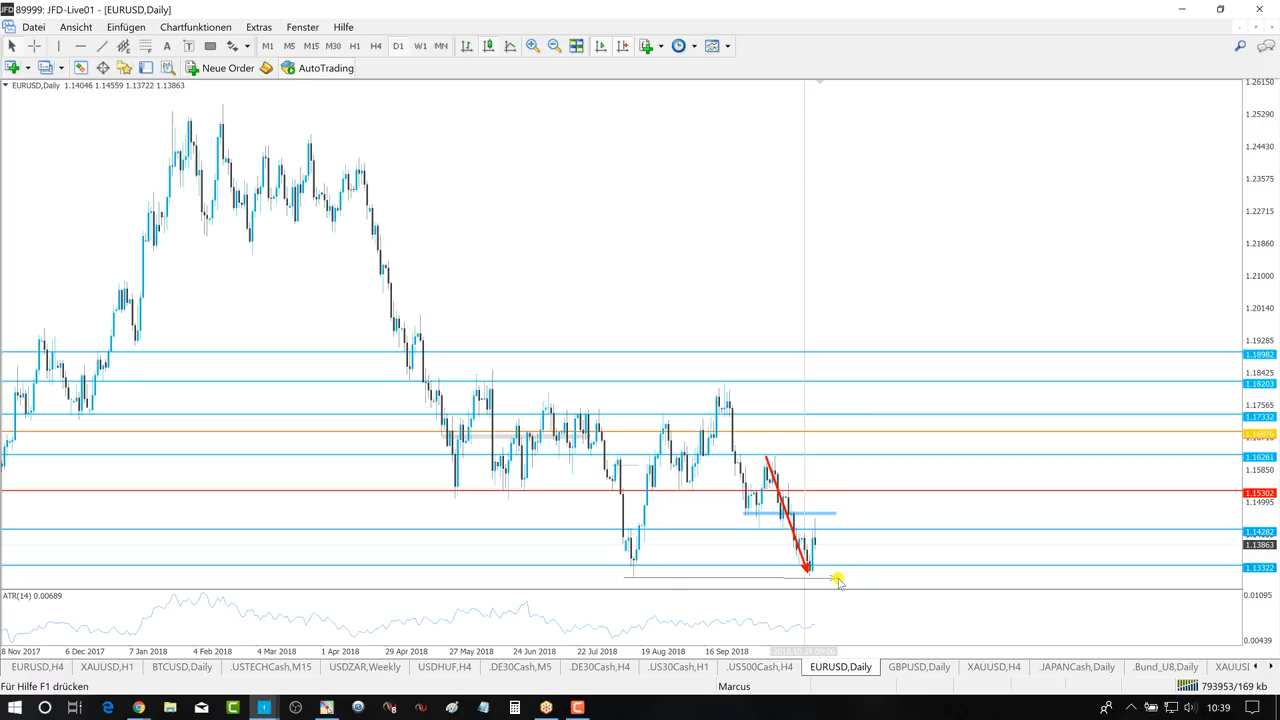 JFD 89999: JFD-Live01 - [EURUSD,Daily]
Datei Ansicht Einfügen Chartfunktionen Extras Fenster Hilfe
A T M1 M5 M15 M30 H1 H4 D1 W1 MN
Neue Order AutoTrading
EURUSD,Daily 1.14046 1.14559 1.13722 1.13863
1.26150
1.25290
1.24430
1.23575
1.22715
1.21860
1.21000
1.20140
1.19285
1.18982
1.18425
1.18203
1.17565
1.17332
1.16876
1.16261
1.15850
1.15302
1.14995
1.14282
1.13863
1.13322
ATR(14) 0.00689
0.01095
0.00439
8 Nov 2017 6 Dec 2017 7 Jan 2018 4 Feb 2018 4 Mar 2018 1 Apr 2018 29 Apr 2018 27 May 2018 24 Jun 2018 22 Jul 2018 19 Aug 2018 16 Sep 2018
EURUSD,H4 XAUUSD,H1 BTCUSD,Daily .USTECHCash,M15 USDZAR,Weekly USDHUF,H4 .DE30Cash,M5 .DE30Cash,H4 .US30Cash,H1 .US500Cash,H4 EURUSD,Daily GBPUSD,Daily XAUUSD,H4 .JAPANCash,Daily .Bund_U8,Daily XAUUS
Für Hilfe F1 drücken Marcus 793953/169 kb
10:39